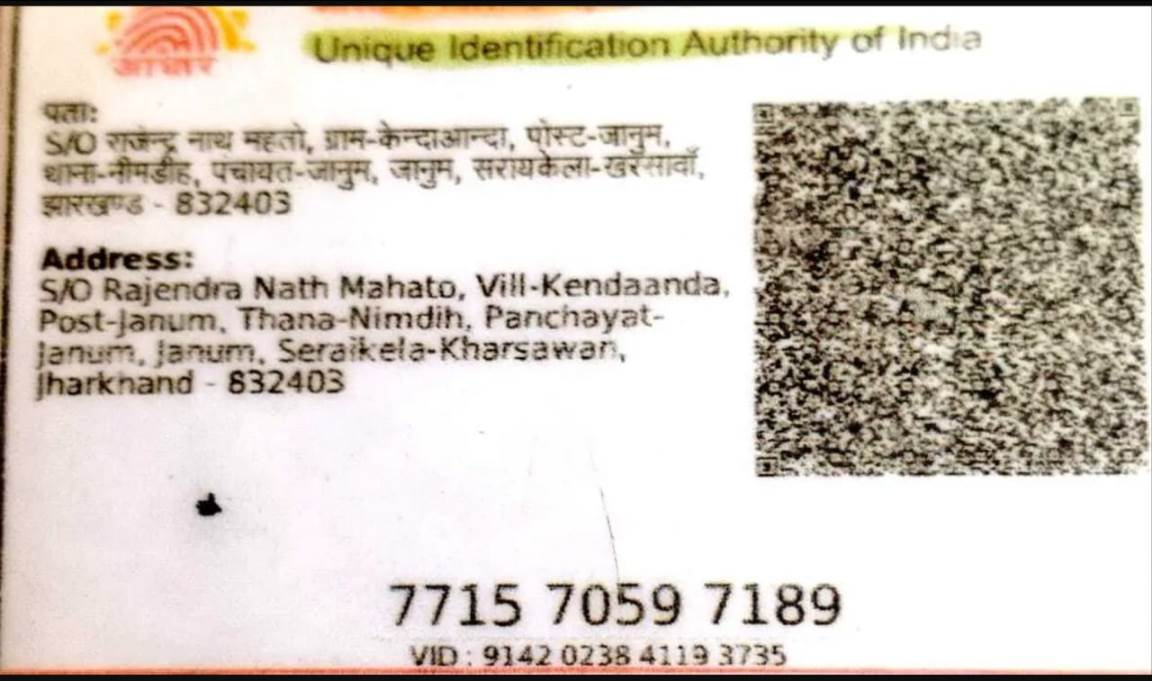 आधार
Unique Identification Authority of India
पता:
S/O राजेन्द्र नाथ महतो, ग्राम-केन्दाआन्दा, पोस्ट-जानुम,
थाना-नीमडीह, पंचायत-जानुम, जानुम, सरायकेला-खरसावाँ,
झारखण्ड - 832403
Address:
S/O Rajendra Nath Mahato, Vill-Kendaanda,
Post-Janum, Thana-Nimdih, Panchayat-
Janum, Janum, Seraikela-Kharsawan,
Jharkhand - 832403
7715 7059 7189
VID : 9142 0238 4119 3735